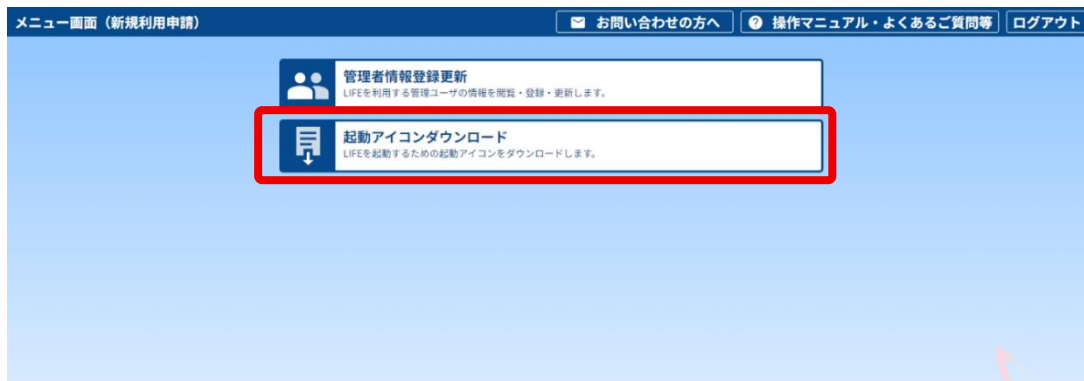 メニュー画面（新規利用申請）
お問い合わせの方へ
操作マニュアル・よくあるご質問等
ログアウト
管理者情報登録更新
LIFEを利用する管理ユーザの情報を閲覧・登録・更新します。
起動アイコンダウンロード
LIFEを起動するための起動アイコンをダウンロードします。